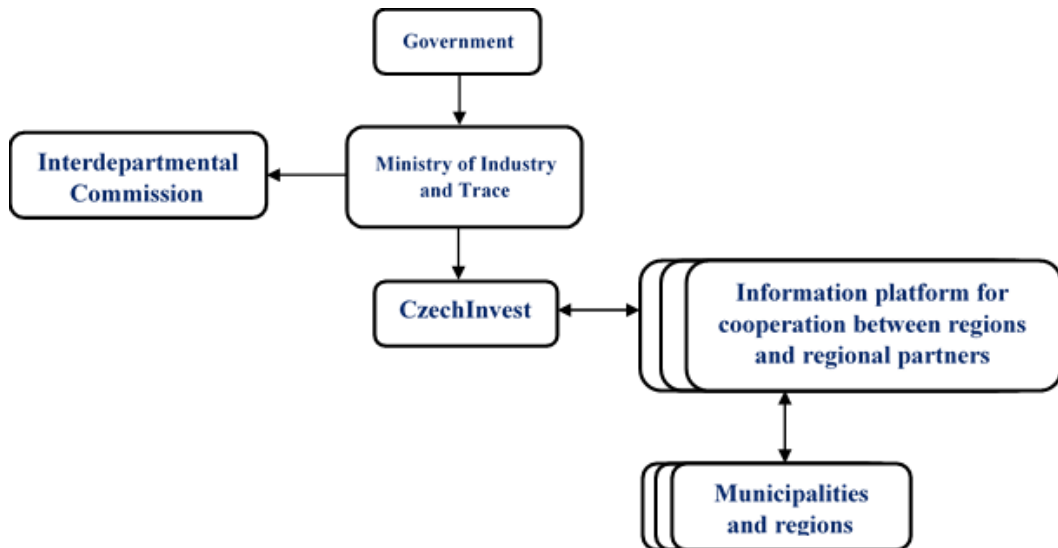 Government
Interdepartmental
Commission
Ministry of Industry
and Trace
CzechInvest
Information platform for
cooperation between regions
and regional partners
Municipalities
and regions